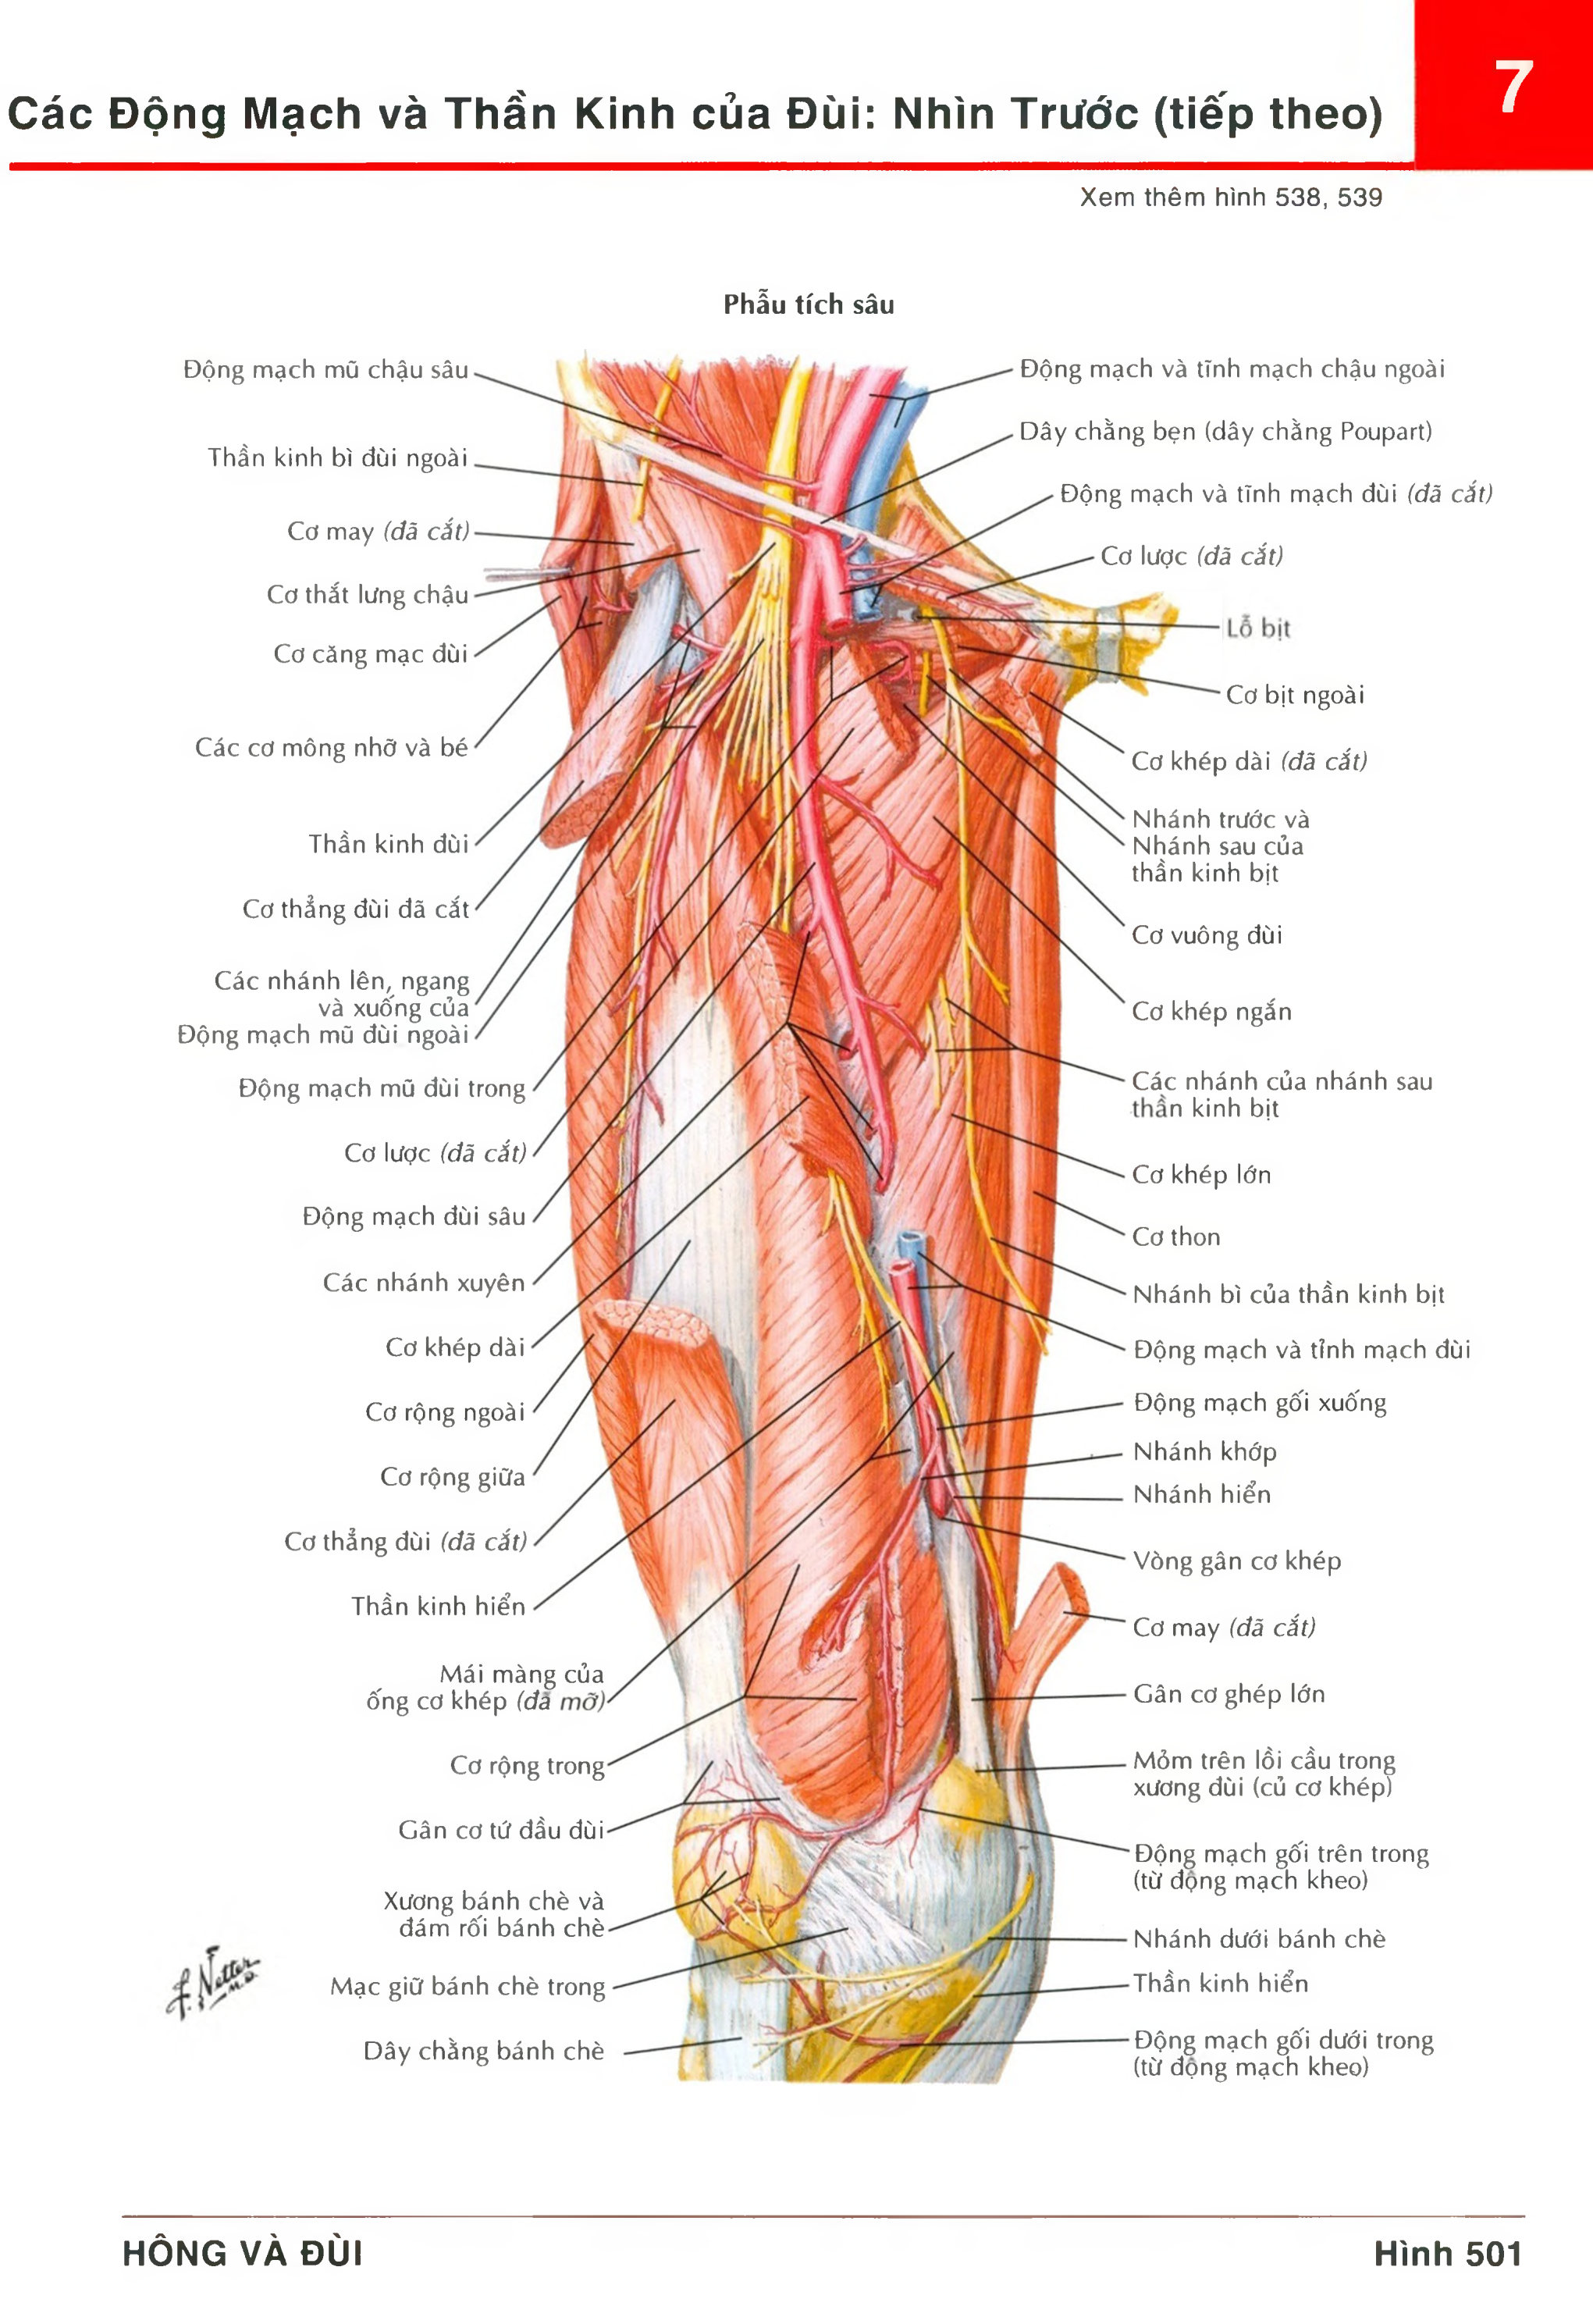 7
Các Động Mạch và Thần Kinh của Đùi: Nhìn Trước (tiếp theo)
Xem thêm hình 538, 539
Phẫu tích sâu
Động mạch mũ chậu sâu
Thần kinh bì đùi ngoài
Cơ may (đã cắt)
Cơ thắt lưng chậu
Cơ căng mạc đùi
Các cơ mông nhỡ và bé
Thần kinh đùi
Cơ thẳng đùi đã cắt
Các nhánh lên, ngang
và xuống của
Động mạch mũ đùi ngoài
Động mạch mũ đùi trong
Cơ lược (đã cắt)
Động mạch đùi sâu
Các nhánh xuyên
Cơ khép dài
Cơ rộng ngoài
Cơ rộng giữa
Cơ thẳng đùi (đã cắt)
Thần kinh hiển
Mái màng của
ống cơ khép (đã mỡ)
Cơ rộng trong
Gân cơ tứ đầu đùi
Xương bánh chè và
đám rối bánh chè
Mạc giữ bánh chè trong
Dây chằng bánh chè
Động mạch và tĩnh mạch chậu ngoài
Dây chằng bẹn (dây chằng Poupart)
Động mạch và tĩnh mạch đùi (đã cắt)
Cơ lược (đã cắt)
Lỗ bịt
Cơ bịt ngoài
Cơ khép dài (đã cắt)
Nhánh trước và
Nhánh sau của
thần kinh bịt
Cơ vuông đùi
Cơ khép ngắn
Các nhánh của nhánh sau
thần kinh bịt
Cơ khép lớn
Cơ thon
Nhánh bì của thần kinh bịt
Động mạch và tỉnh mạch đùi
Động mạch gối xuống
Nhánh khớp
Nhánh hiển
Vòng gân cơ khép
Cơ may (đã cắt)
Gân cơ ghép lớn
Mỏm trên lồi cầu trong
xương đùi (củ cơ khép)
Động mạch gối trên trong
(từ động mạch kheo)
Nhánh dưới bánh chè
Thần kinh hiển
Động mạch gối dưới trong
(từ động mạch kheo)
F. Netter M.D.
HÔNG VÀ ĐÙI
Hình 501